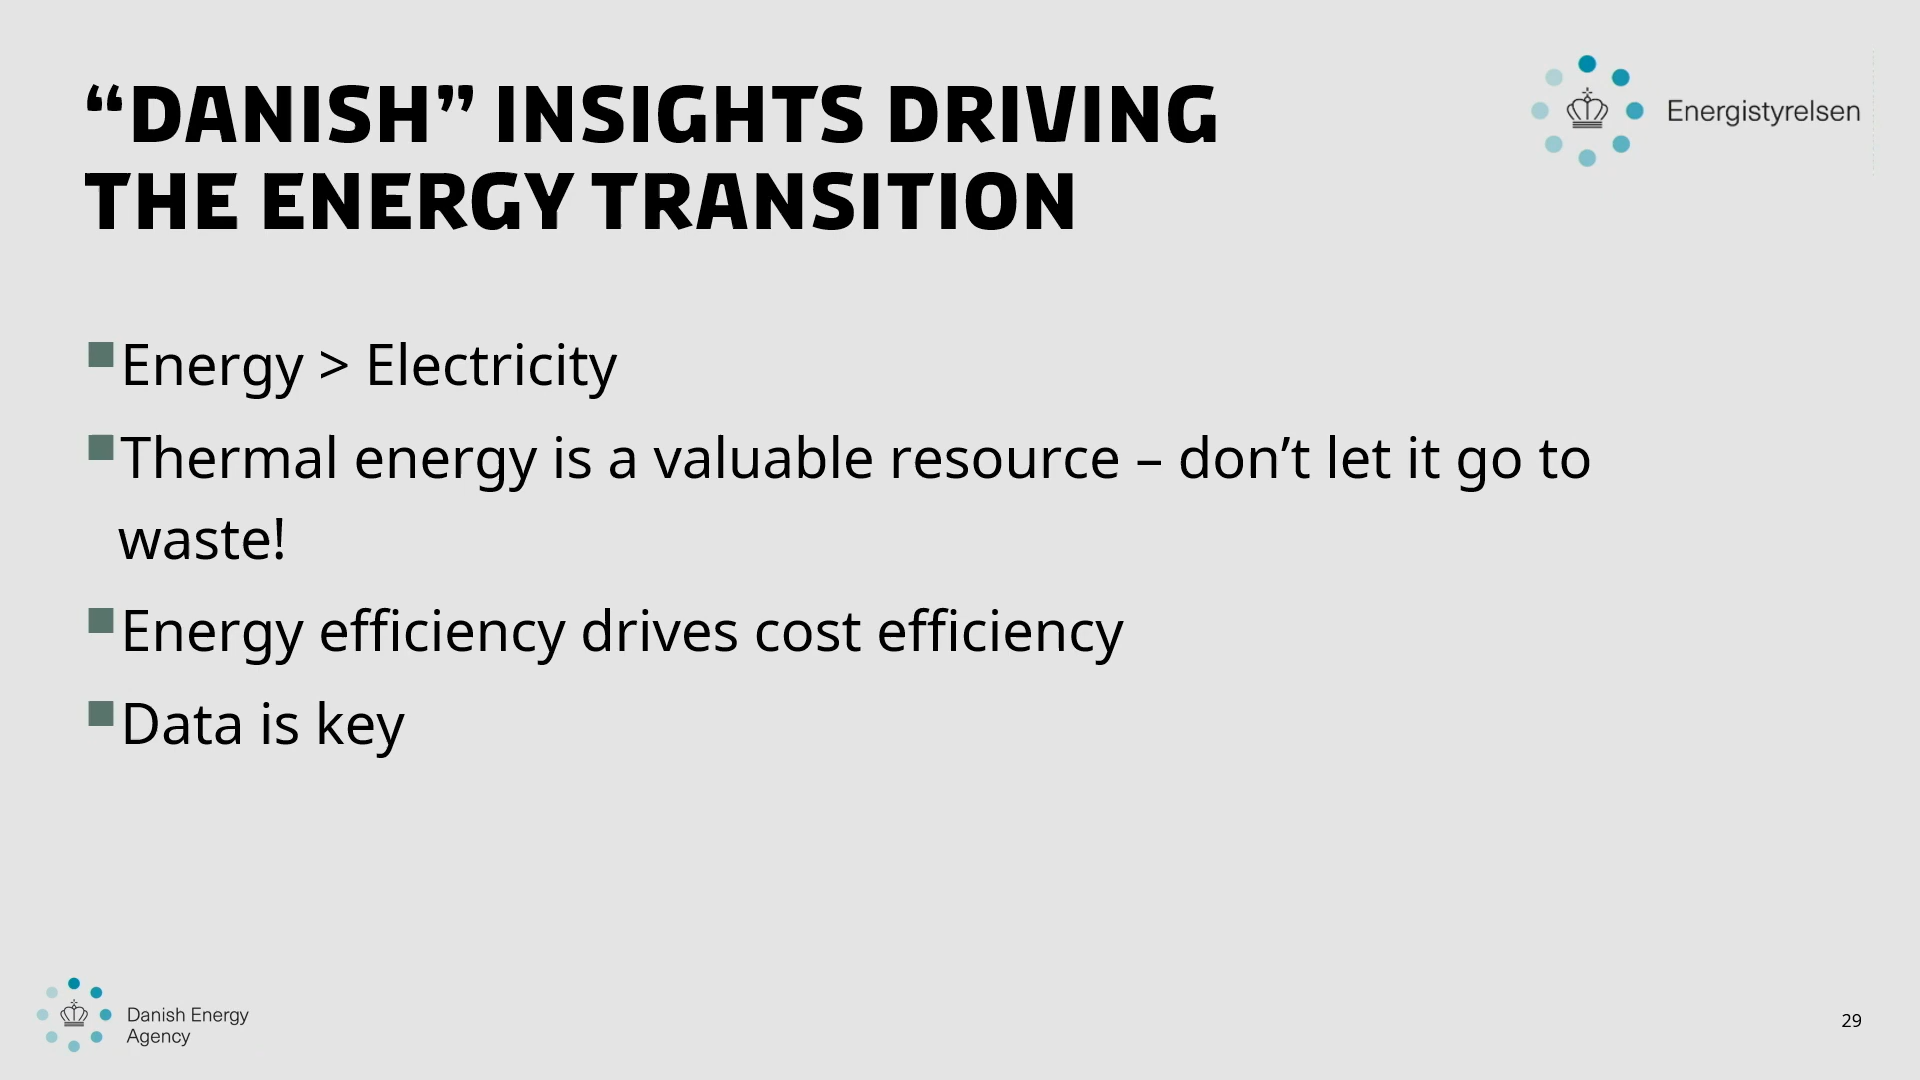 “DANISH” INSIGHTS DRIVING
THE ENERGY TRANSITION
Energistyrelsen
Energy > Electricity
Thermal energy is a valuable resource – don’t let it go to
waste!
Energy efficiency drives cost efficiency
Data is key
Danish Energy
Agency
29